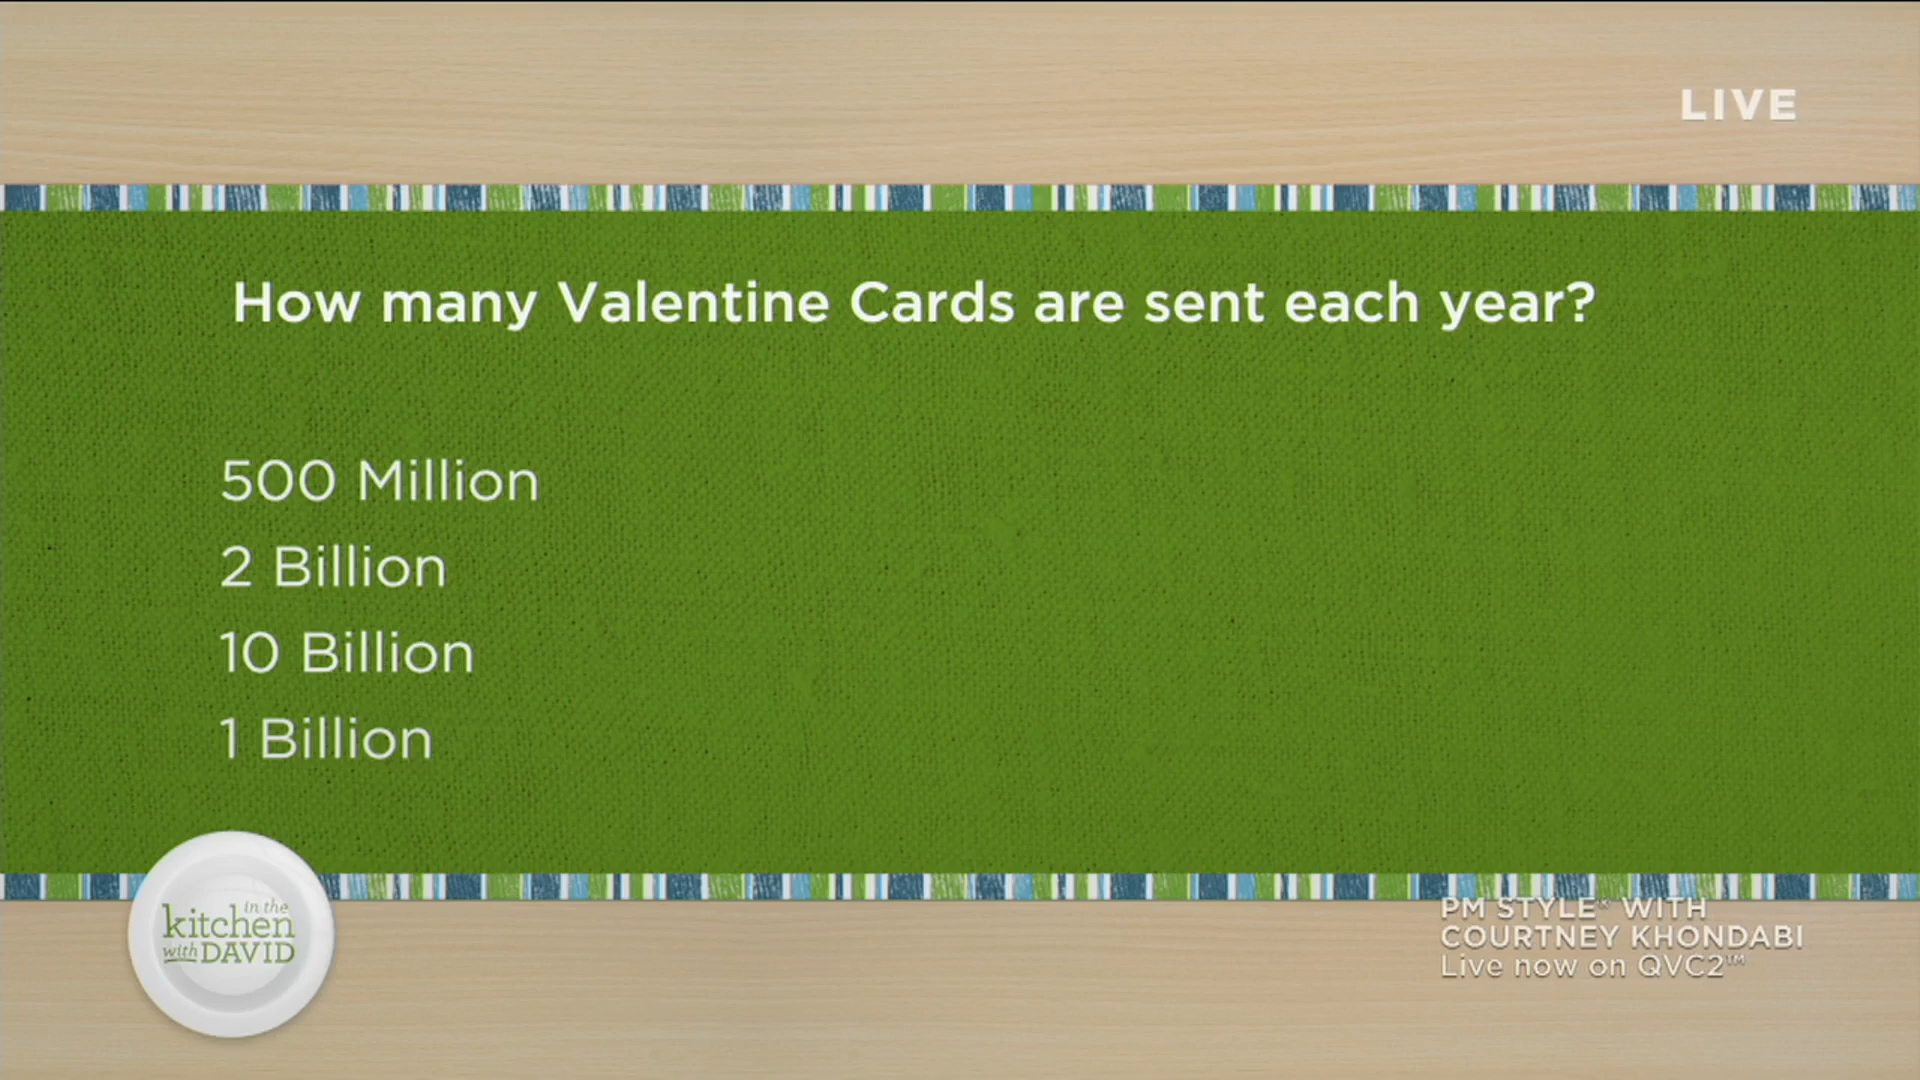 LIVE
How many Valentine Cards are sent each year?
500 Million
2 Billion
10 Billion
1 Billion
in the
kitchen
with DAVID
PM STYLE® WITH
COURTNEY KHONDABI
Live now on QVC2™